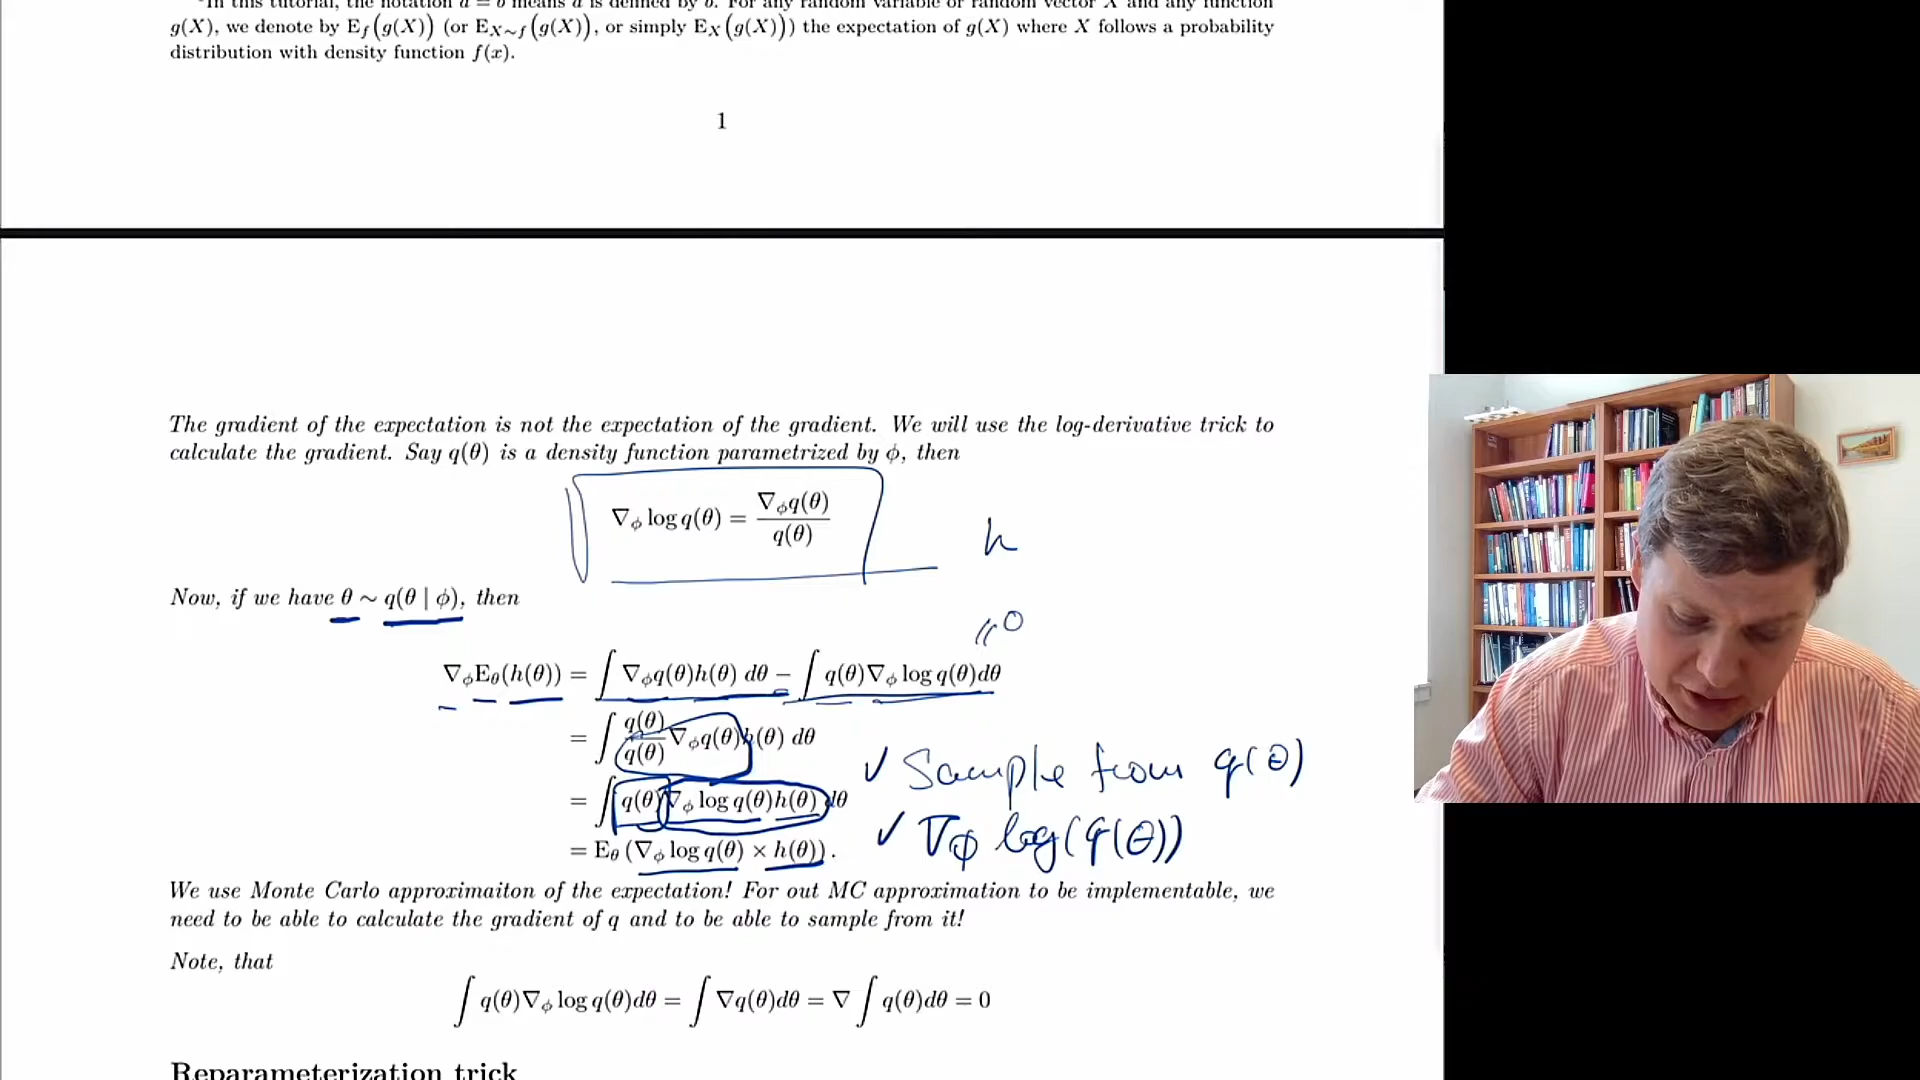 In this tutorial, the notation a = b means a is defined by b. For any random variable or random vector X and any function
g(X), we denote by E_f(g(X)) (or E_{X∼f}(g(X)), or simply E_X(g(X))) the expectation of g(X) where X follows a probability
distribution with density function f(x).
1
The gradient of the expectation is not the expectation of the gradient. We will use the log-derivative trick to
calculate the gradient. Say q(θ) is a density function parametrized by ϕ, then
∇_ϕ log q(θ) = ∇_ϕ q(θ) / q(θ)
h
Now, if we have θ ∼ q(θ | ϕ), then
0
∇_ϕ E_θ(h(θ)) = ∫ ∇_ϕ q(θ)h(θ) dθ − ∫ q(θ)∇_ϕ log q(θ)dθ
= ∫ q(θ)/q(θ) ∇_ϕ q(θ)h(θ) dθ
✓ Sample from q(θ)
= ∫ q(θ)∇_ϕ log q(θ)h(θ) dθ
✓ ∇_ϕ log(q(θ))
= E_θ (∇_ϕ log q(θ) × h(θ)).
We use Monte Carlo approximaiton of the expectation! For out MC approximation to be implementable, we
need to be able to calculate the gradient of q and to be able to sample from it!
Note, that
∫ q(θ)∇_ϕ log q(θ)dθ = ∫ ∇q(θ)dθ = ∇ ∫ q(θ)dθ = 0
Reparameterization trick